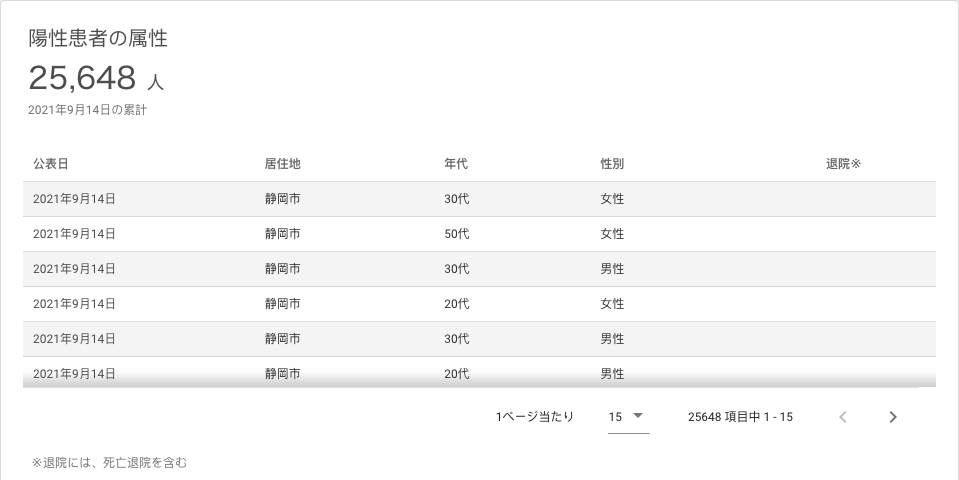 陽性患者の属性
25,648 人
2021年9月14日の累計
公表日 居住地 年代 性別 退院※
2021年9月14日 静岡市 30代 女性
2021年9月14日 静岡市 50代 女性
2021年9月14日 静岡市 30代 男性
2021年9月14日 静岡市 20代 女性
2021年9月14日 静岡市 30代 男性
2021年9月14日 静岡市 20代 男性
1ページ当たり 15 25648 項目中 1 - 15
※退院には、死亡退院を含む